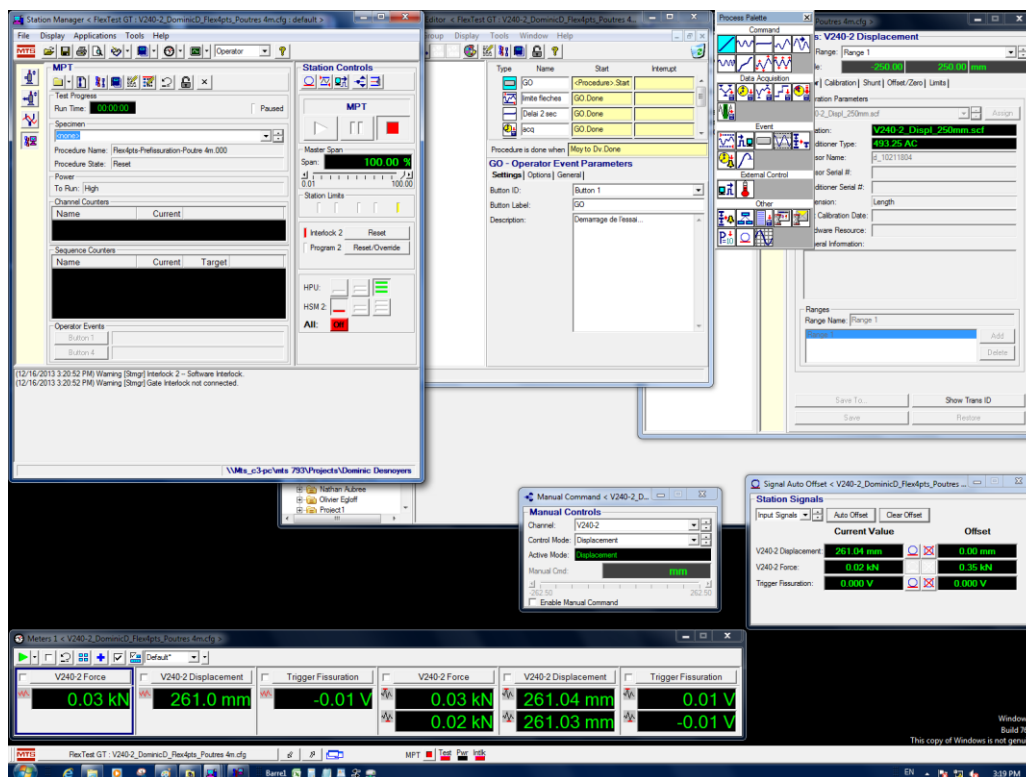 Station Manager < FlexTest GT : V240-2_DominicD_Flex4pts_Poutres 4m.cfg : default >
File Display Applications Tools Help
MTS Operator
MPT
Test Progress
Run Time: 00:00:00 Paused
Specimen
<none>
Procedure Name: Flex4pts-Prefissuration-Poutre 4m.000
Procedure State: Reset
Power
To Run: High
Channel Counters
Name Current
Sequence Counters
Name Current Target
Operator Events
Button 1
Button 4
Station Controls
MPT
Master Span
Span: 100.00 %
0.01 100.00
Station Limits
Interlock 2 Reset
Program 2 Reset/Override
HPU:
HSM 2:
All: Off
(12/16/2013 3:20:52 PM) Warning [Stmgr] Interlock 2 -- Software Interlock.
(12/16/2013 3:20:52 PM) Warning [Stmgr] Gate Interlock not connected.
\\Mts_c3-pc\mts 793\Projects\Dominic Desnoyers
Editor < FlexTest GT : V240-2_DominicD_Flex4pts_Poutres 4...
Group Display Tools Window Help
Type Name Start Interrupt
GO <Procedure>.Start
limite fleches GO.Done
Delai 2 sec GO.Done
acq GO.Done
Procedure is done when Moy to Dv.Done
GO - Operator Event Parameters
Settings Options General
Button ID: Button 1
Button Label: GO
Description: Demarrage de l'essai...
Process Palette
Command
Data Acquisition
Event
External Control
Other
Poutres 4m.cfg >
s: V240-2 Displacement
Range: Range 1
-250.00 250.00 mm
Calibration Shunt Offset/Zero Limits
V240-2_Displ_250mm.scf Assign
V240-2_Displ_250mm.scf
493.25 AC
d_10211804
Length
Calibration Date:
Ranges
Range Name: Range 1
Range 1
Add
Delete
Save To... Show Trans ID
Save Restore
Nathan Aubree
Olivier Egloff
Project1
Manual Command < V240-2_D...
Manual Controls
Channel: V240-2
Control Mode: Displacement
Active Mode: Displacement
Manual Cmd: mm
-262.50 262.50
Enable Manual Command
Signal Auto Offset < V240-2_DominicD_Flex4pts_Poutres ...
Station Signals
Input Signals Auto Offset Clear Offset
Current Value Offset
V240-2 Displacement: 261.04 mm 0.00 mm
V240-2 Force: 0.02 kN 0.35 kN
Trigger Fissuration: 0.000 V 0.000 V
Meters 1 < V240-2_DominicD_Flex4pts_Poutres 4m.cfg >
Default*
V240-2 Force V240-2 Displacement Trigger Fissuration V240-2 Force V240-2 Displacement Trigger Fissuration
0.03 kN 261.0 mm -0.01 V 0.03 kN 261.04 mm 0.01 V
0.02 kN 261.03 mm -0.01 V
Window
Build 76
This copy of Windows is not genu
MTS FlexTest GT : V240-2_DominicD_Flex4pts_Poutres 4m.cfg MPT Test Pwr Intlk
Barre1 EN 3:19 PM